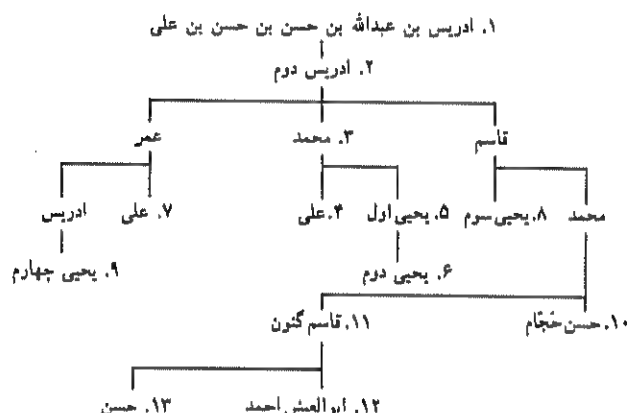 ۱. ادریس بن عبدالله بن حسن بن حسن بن علی
۲. ادریس دوم
قاسم ۳. محمد عمر
محمد ۸. یحیی سوم ۵. یحیی اول ۴. علی ۷. علی ادریس
۶. یحیی دوم ۹. یحیی چهارم
۱۰. حسن حَجّام ۱۱. قاسم گنون
۱۲. ابوالعیش احمد ۱۳. حسن